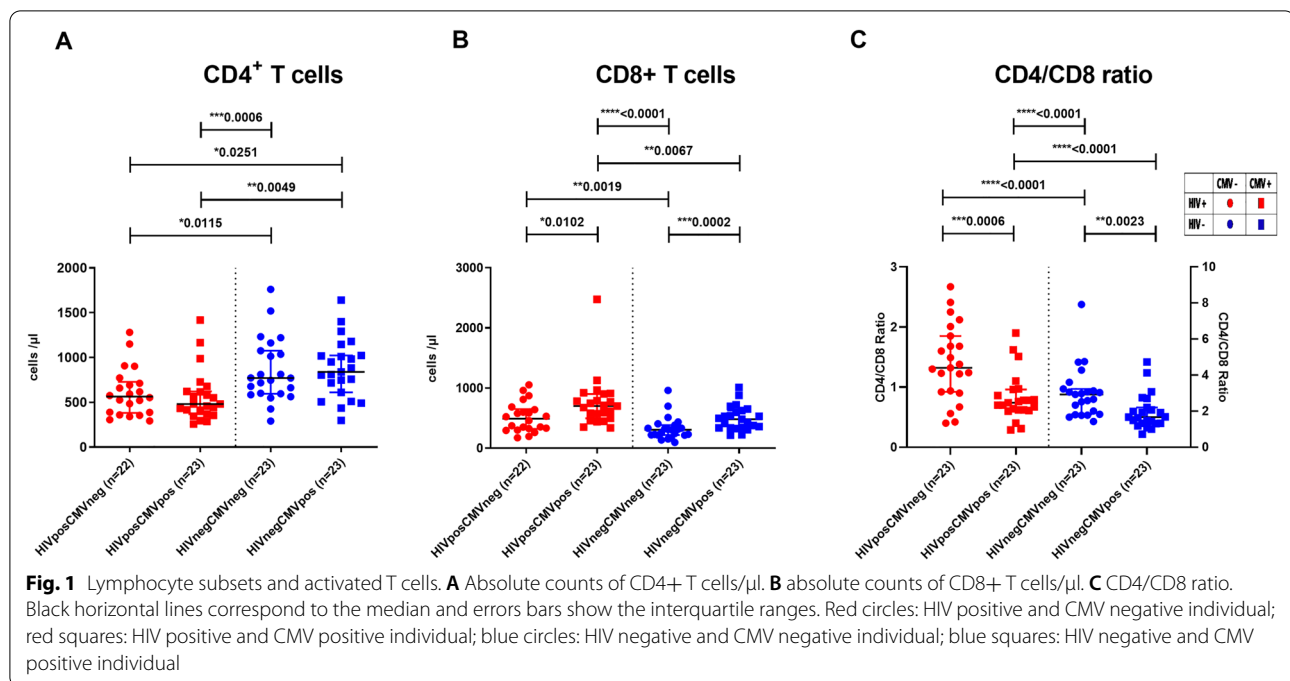 A
CD4+ T cells
***0.0006
*0.0251
**0.0049
*0.0115
2000
1500
1000
500
0
cells /µl
HIVposCMVneg (n=22)
HIVposCMVpos (n=23)
HIVnegCMVneg (n=23)
HIVnegCMVpos (n=23)
B
CD8+ T cells
****<0.0001
**0.0067
**0.0019
*0.0102
***0.0002
3000
2000
1000
0
cells /µl
HIVposCMVneg (n=22)
HIVposCMVpos (n=23)
HIVnegCMVneg (n=23)
HIVnegCMVpos (n=23)
C
CD4/CD8 ratio
****<0.0001
****<0.0001
****<0.0001
***0.0006
**0.0023
3
2
1
0
CD4/CD8 Ratio
10
8
6
4
2
0
CD4/CD8 Ratio
HIVposCMVneg (n=23)
HIVposCMVpos (n=23)
HIVnegCMVneg (n=23)
HIVnegCMVpos (n=23)
CMV - CMV +
HIV +
HIV -
Fig. 1 Lymphocyte subsets and activated T cells. A Absolute counts of CD4+ T cells/µl. B absolute counts of CD8+ T cells/µl. C CD4/CD8 ratio.
Black horizontal lines correspond to the median and errors bars show the interquartile ranges. Red circles: HIV positive and CMV negative individual;
red squares: HIV positive and CMV positive individual; blue circles: HIV negative and CMV negative individual; blue squares: HIV negative and CMV
positive individual